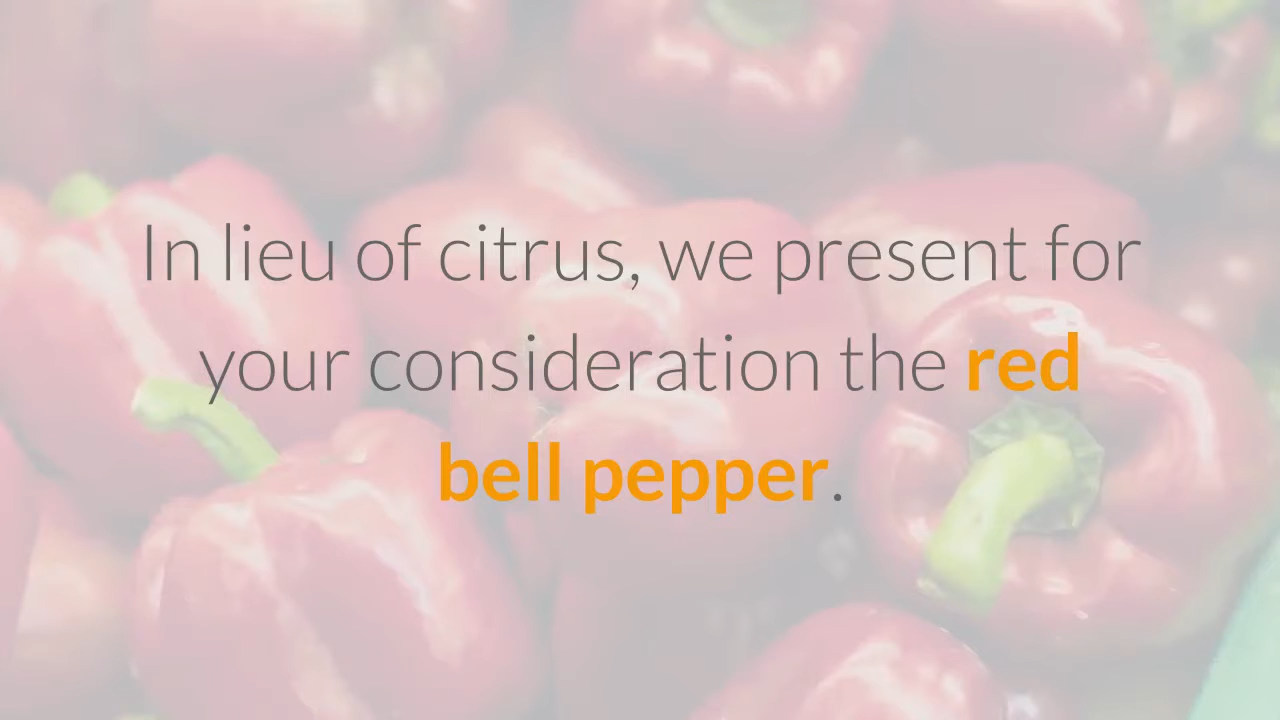 In lieu of citrus, we present for
your consideration the red
bell pepper.